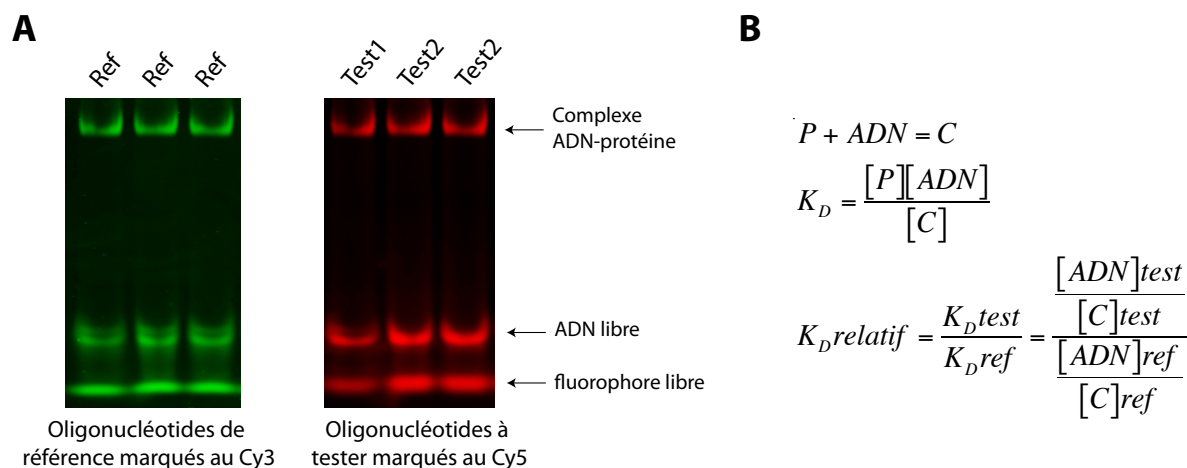 A
Ref Ref Ref
Test1 Test2 Test2
Complexe
ADN-protéine
ADN libre
fluorophore libre
Oligonucléotides de
référence marqués au Cy3
Oligonucléotides à
tester marqués au Cy5
B
P + ADN = C
K_D = [P][ADN] / [C]
K_D relatif = K_D test / K_D ref = ([ADN]test / [C]test) / ([ADN]ref / [C]ref)